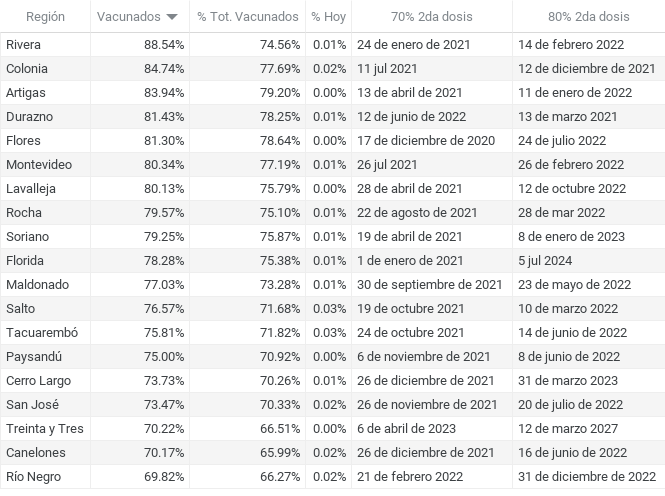 Región Vacunados % Tot. Vacunados % Hoy 70% 2da dosis 80% 2da dosis
Rivera 88.54% 74.56% 0.01% 24 de enero de 2021 14 de febrero 2022
Colonia 84.74% 77.69% 0.02% 11 jul 2021 12 de diciembre de 2021
Artigas 83.94% 79.20% 0.00% 13 de abril de 2021 11 de enero de 2022
Durazno 81.43% 78.25% 0.01% 12 de junio de 2022 13 de marzo 2021
Flores 81.30% 78.64% 0.00% 17 de diciembre de 2020 24 de julio 2022
Montevideo 80.34% 77.19% 0.01% 26 jul 2021 26 de febrero 2022
Lavalleja 80.13% 75.79% 0.00% 28 de abril de 2021 12 de octubre 2022
Rocha 79.57% 75.10% 0.01% 22 de agosto de 2021 28 de mar 2022
Soriano 79.25% 75.87% 0.01% 19 de abril de 2021 8 de enero de 2023
Florida 78.28% 75.38% 0.01% 1 de enero de 2021 5 jul 2024
Maldonado 77.03% 73.28% 0.01% 30 de septiembre de 2021 23 de mayo de 2022
Salto 76.57% 71.68% 0.03% 19 de octubre 2021 10 de marzo 2022
Tacuarembó 75.81% 71.82% 0.03% 24 de octubre 2021 14 de junio de 2022
Paysandú 75.00% 70.92% 0.00% 6 de noviembre de 2021 8 de junio de 2022
Cerro Largo 73.73% 70.26% 0.01% 26 de diciembre de 2021 31 de marzo 2023
San José 73.47% 70.33% 0.02% 26 de noviembre de 2021 20 de julio de 2022
Treinta y Tres 70.22% 66.51% 0.00% 6 de abril de 2023 12 de marzo 2027
Canelones 70.17% 65.99% 0.02% 26 de diciembre de 2021 16 de junio de 2022
Río Negro 69.82% 66.27% 0.02% 21 de febrero 2022 31 de diciembre de 2022